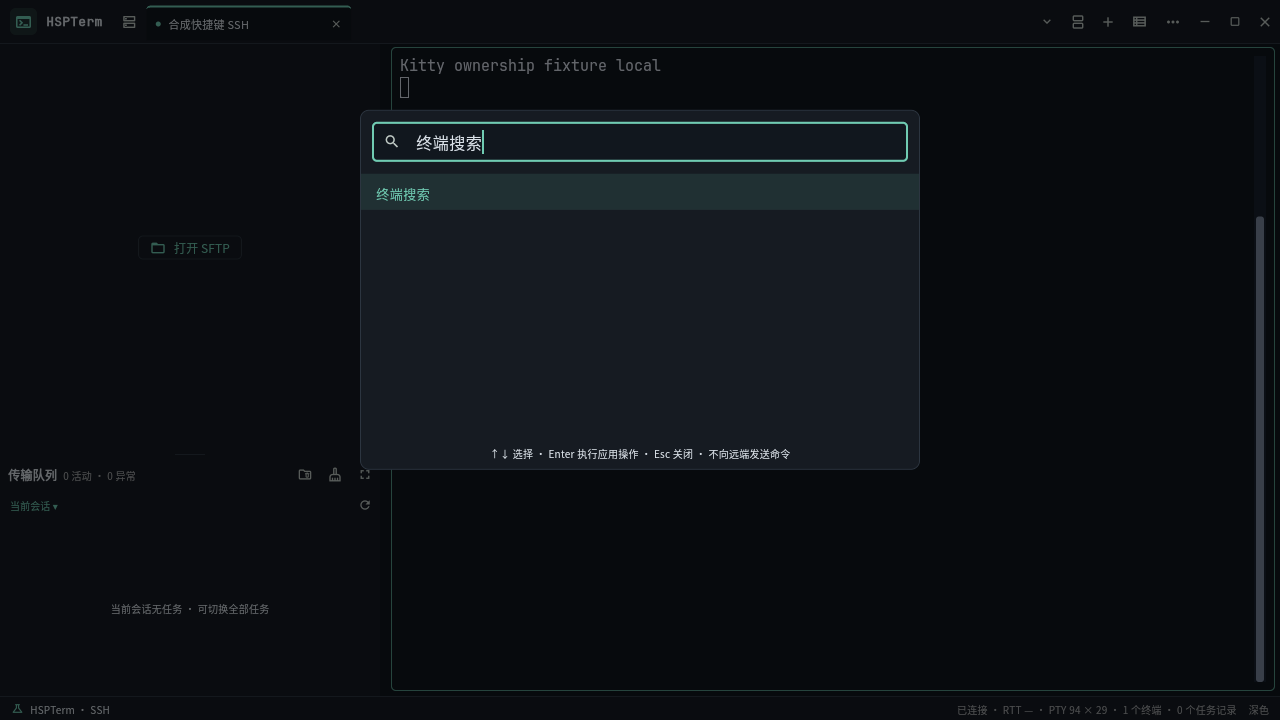 HSPTerm
合成快捷键 SSH
Kitty ownership fixture local
终端搜索
终端搜索
打开 SFTP
↑↓ 选择 · Enter 执行应用操作 · Esc 关闭 · 不向远端发送命令
传输队列 0 活动 · 0 异常
当前会话 ▾
当前会话无任务 · 可切换全部任务
HSPTerm · SSH
已连接 · RTT — · PTY 94 × 29 · 1 个终端 · 0 个任务记录 深色